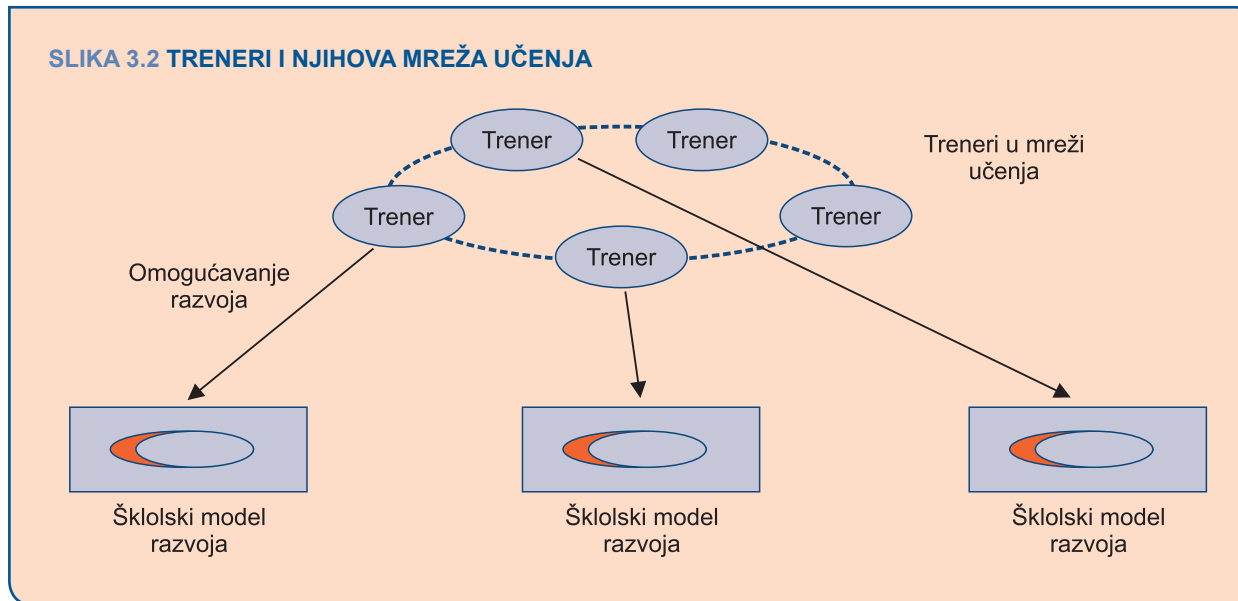 SLIKA 3.2 TRENERI I NJIHOVA MREŽA UČENJA
Trener
Trener
Treneri u mreži
učenja
Trener
Trener
Trener
Omogućavanje
razvoja
Šklolski model
razvoja
Šklolski model
razvoja
Šklolski model
razvoja